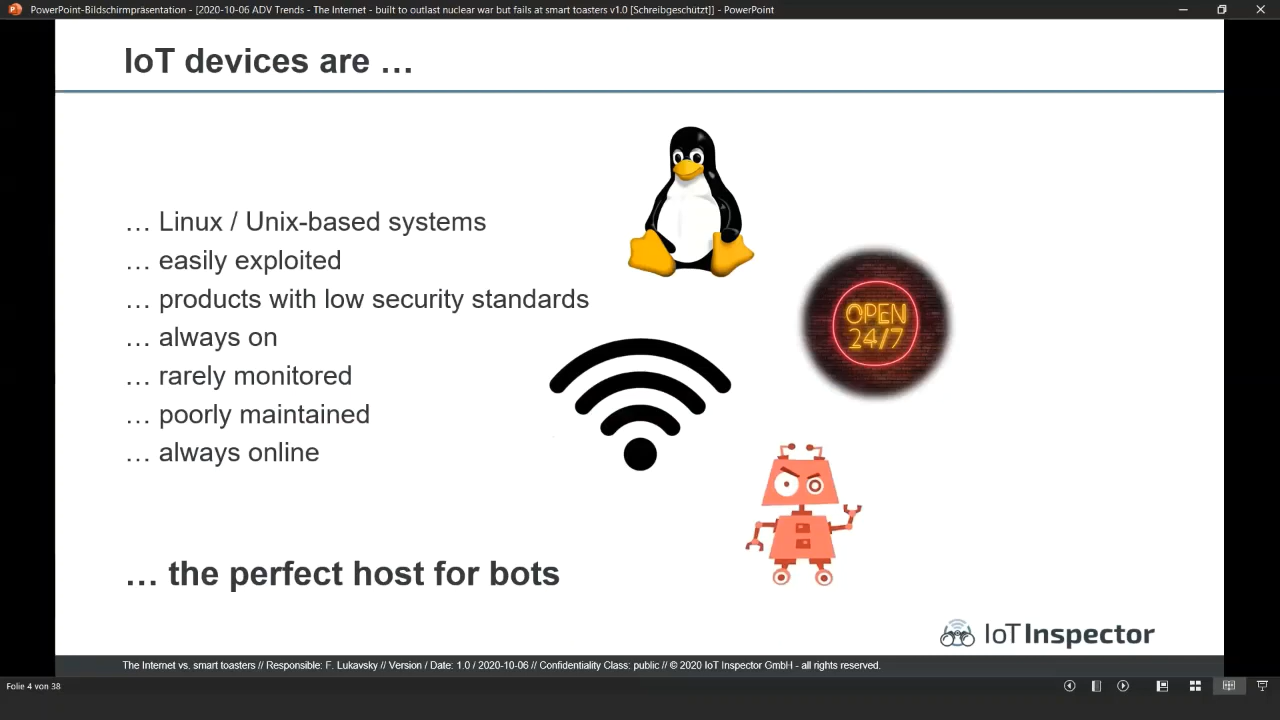 PowerPoint-Bildschirmpräsentation - [2020-10-06 ADV Trends - The Internet - built to outlast nuclear war but fails at smart toasters v1.0 [Schreibgeschützt]] - PowerPoint
IoT devices are …
… Linux / Unix-based systems
… easily exploited
… products with low security standards
… always on
… rarely monitored
… poorly maintained
… always online
OPEN
24/7
… the perfect host for bots
IoT Inspector
The Internet vs. smart toasters // Responsible: F. Lukavsky // Version / Date: 1.0 / 2020-10-06 // Confidentiality Class: public // © 2020 IoT Inspector GmbH - all rights reserved.
Folie 4 von 38